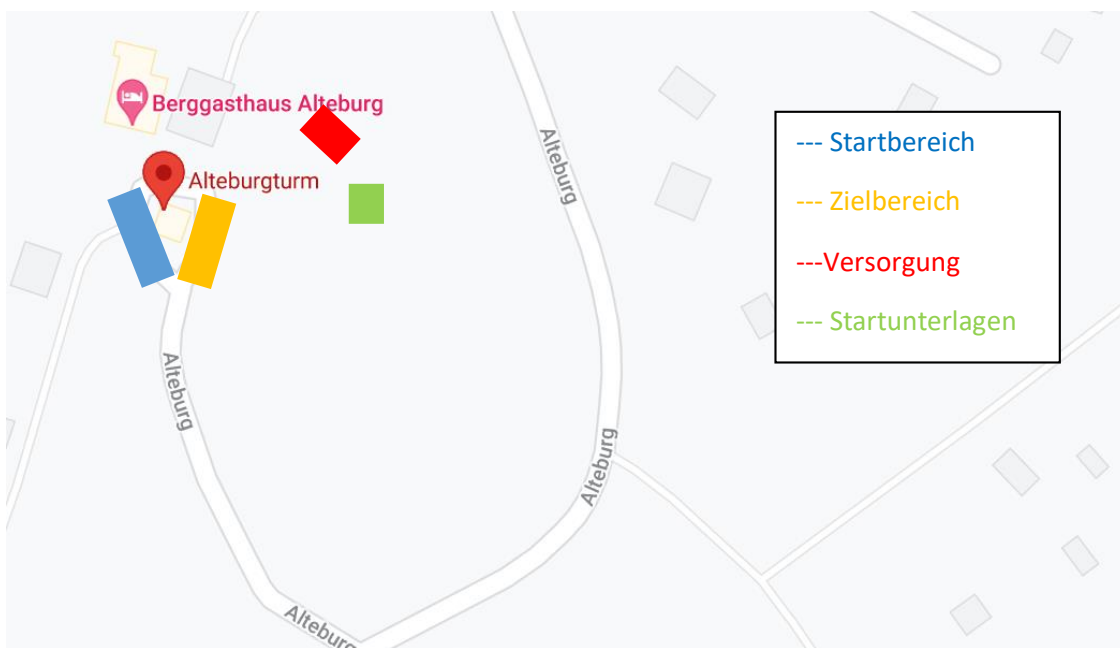 Berggasthaus Alteburg
Alteburgturm
Alteburg
Alteburg
Alteburg
Alteburg
--- Startbereich
--- Zielbereich
---Versorgung
--- Startunterlagen